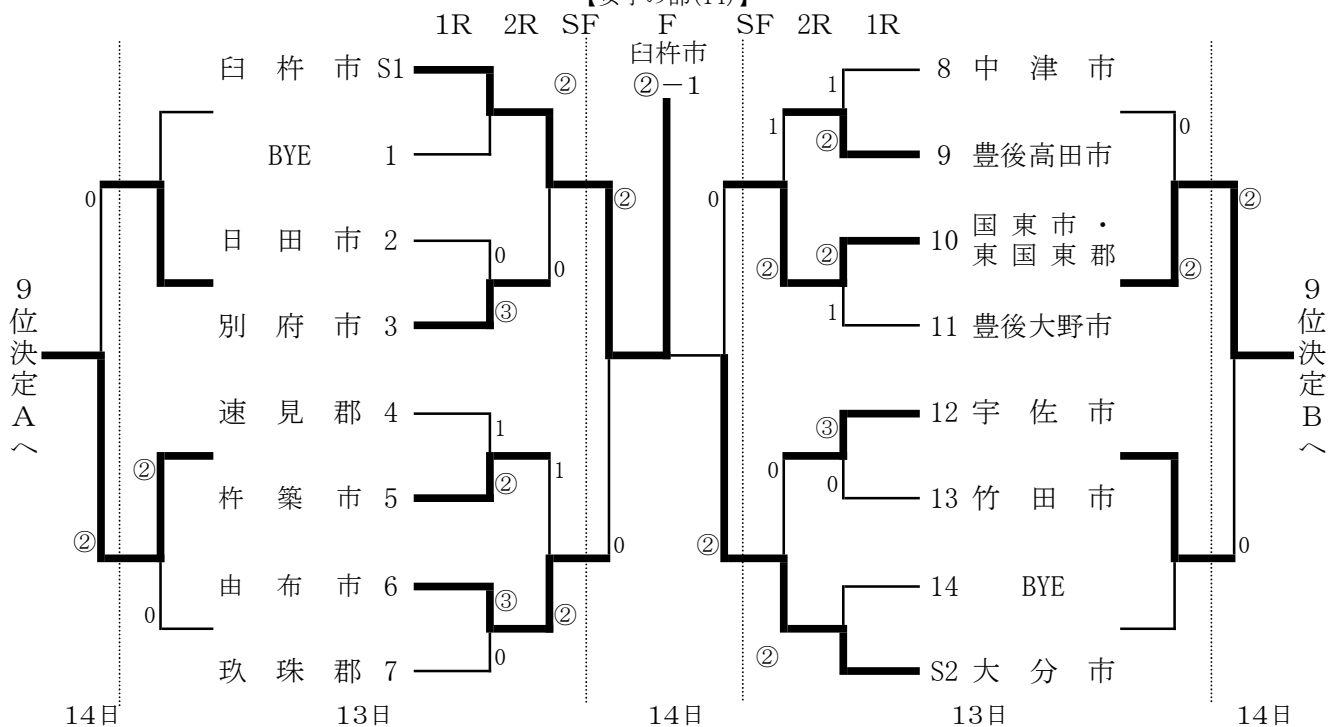 【女子の部(14)】
1R 2R SF F SF 2R 1R
臼杵市
②－1
臼杵市 S1
②
BYE 1
日田市 2
0
0
③
別府市 3
②
速見郡 4
1
②
1
杵築市 5
由布市 6
③
0
②
0
玖珠郡 7
0
②
②
0
9位決定Aへ
8 中津市
1
②
1
9 豊後高田市
10 国東市・東国東郡
②
②
0
1
11 豊後大野市
12 宇佐市
③
0
0
13 竹田市
②
14 BYE
②
S2 大分市
0
②
②
0
9位決定Bへ
14日 13日 14日 13日 14日